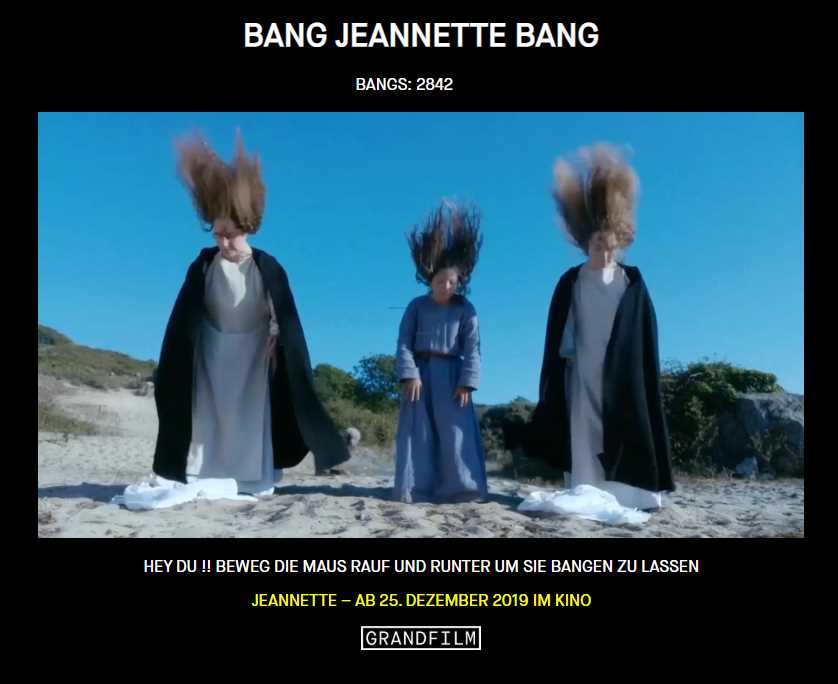 BANG JEANNETTE BANG
BANGS: 2842
HEY DU !! BEWEG DIE MAUS RAUF UND RUNTER UM SIE BANGEN ZU LASSEN
JEANNETTE – AB 25. DEZEMBER 2019 IM KINO
GRANDFILM